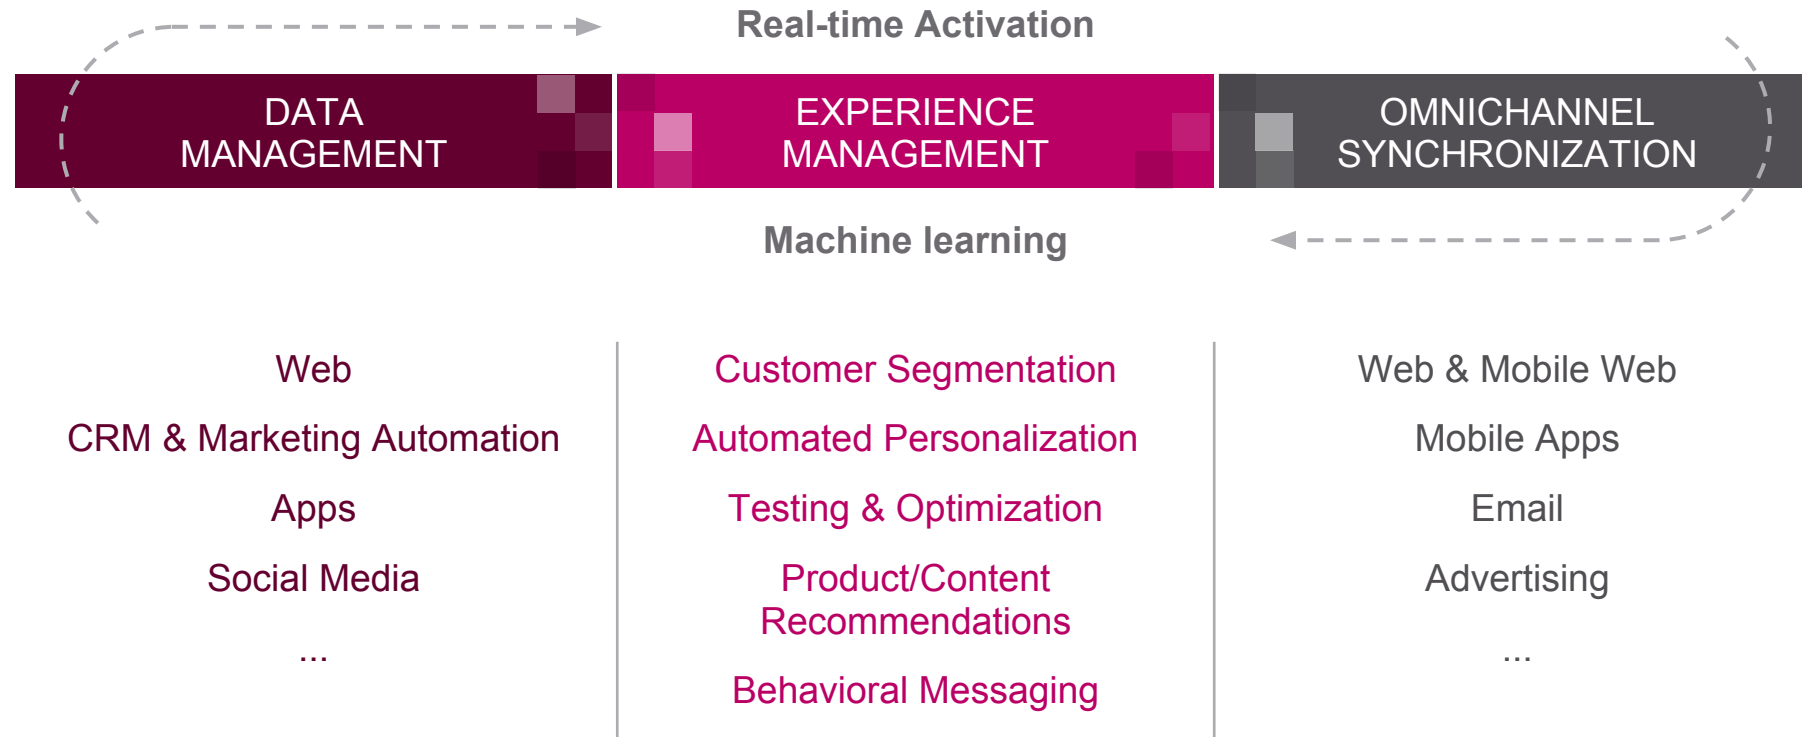 Real-time Activation
DATA
MANAGEMENT
EXPERIENCE
MANAGEMENT
OMNICHANNEL
SYNCHRONIZATION
Machine learning
Web
CRM & Marketing Automation
Apps
Social Media
...
Customer Segmentation
Automated Personalization
Testing & Optimization
Product/Content
Recommendations
Behavioral Messaging
Web & Mobile Web
Mobile Apps
Email
Advertising
...